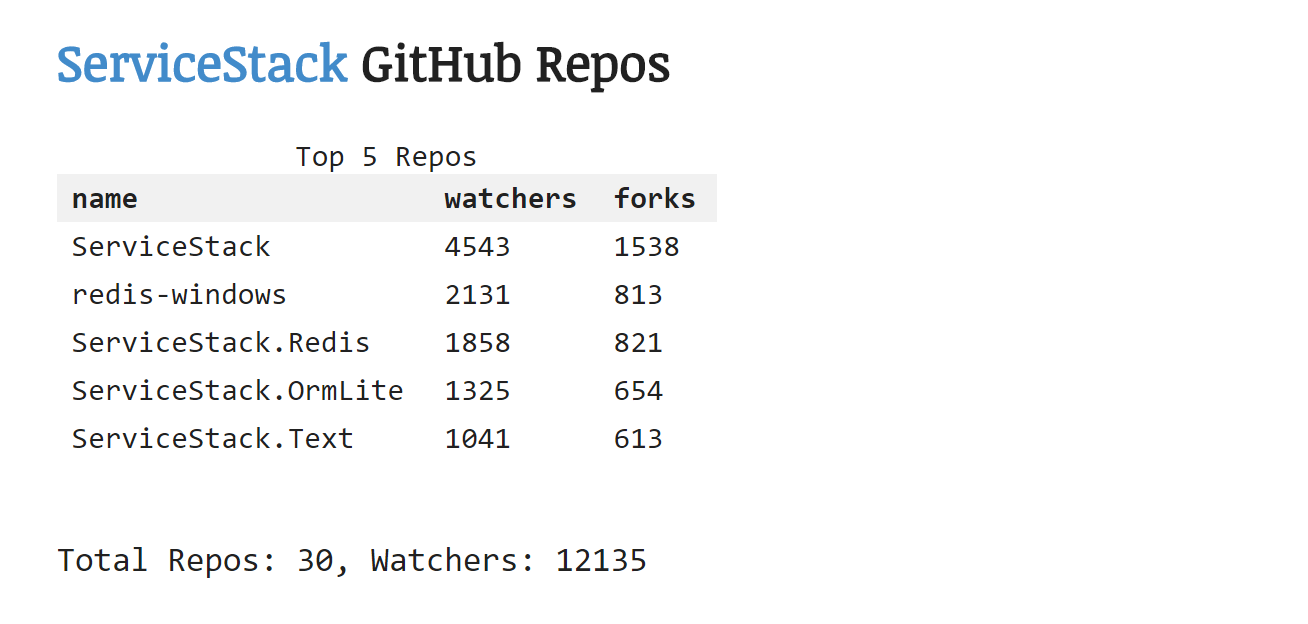 ServiceStack GitHub Repos
Top 5 Repos
name watchers forks
ServiceStack 4543 1538
redis-windows 2131 813
ServiceStack.Redis 1858 821
ServiceStack.OrmLite 1325 654
ServiceStack.Text 1041 613
Total Repos: 30, Watchers: 12135